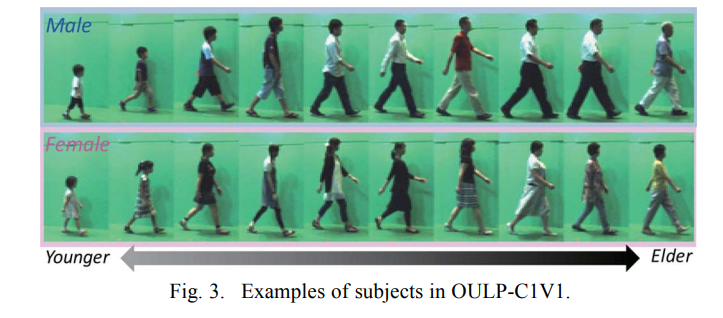 Male
Female
Younger Elder
Fig. 3. Examples of subjects in OULP-C1V1.